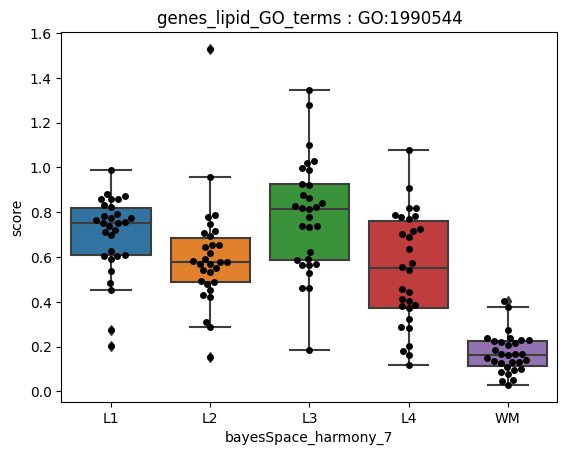 genes_lipid_GO_terms : GO:1990544
1.6
1.4
1.2
1.0
0.8
0.6
0.4
0.2
0.0
score
L1 L2 L3 L4 WM
bayesSpace_harmony_7